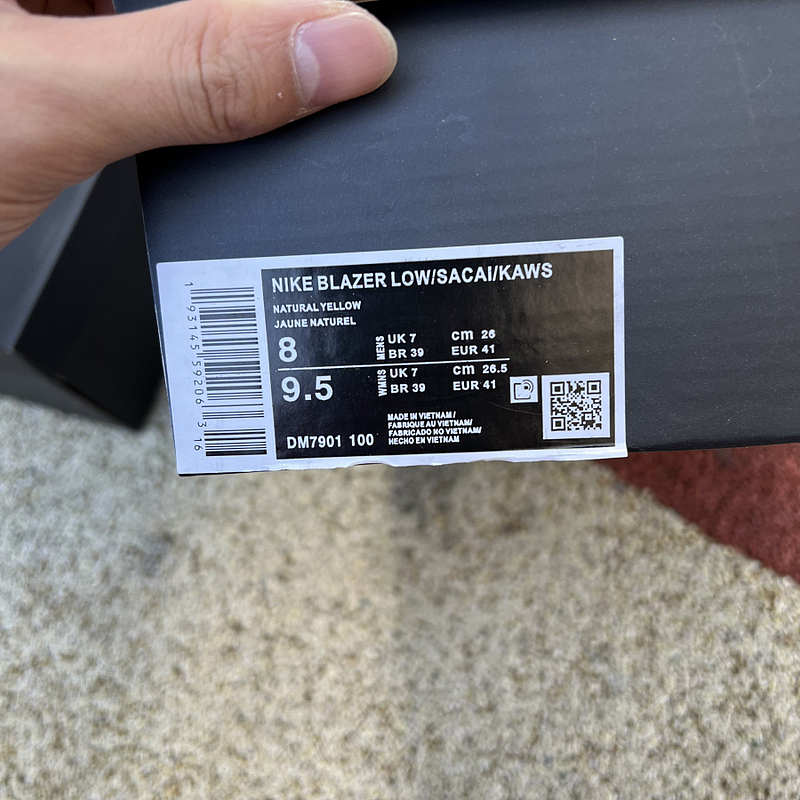 NIKE BLAZER LOW/SACAI/KAWS
NATURAL YELLOW
JAUNE NATUREL
8 MENS UK 7 cm 26
BR 39 EUR 41
9.5 WMNS UK 7 cm 26.5
BR 39 EUR 41
MADE IN VIETNAM /
FABRIQUE AU VIETNAM/
FABRICADO NO VIETNAM/
HECHO EN VIETNAM
DM7901 100
1 93145 59206 3 16